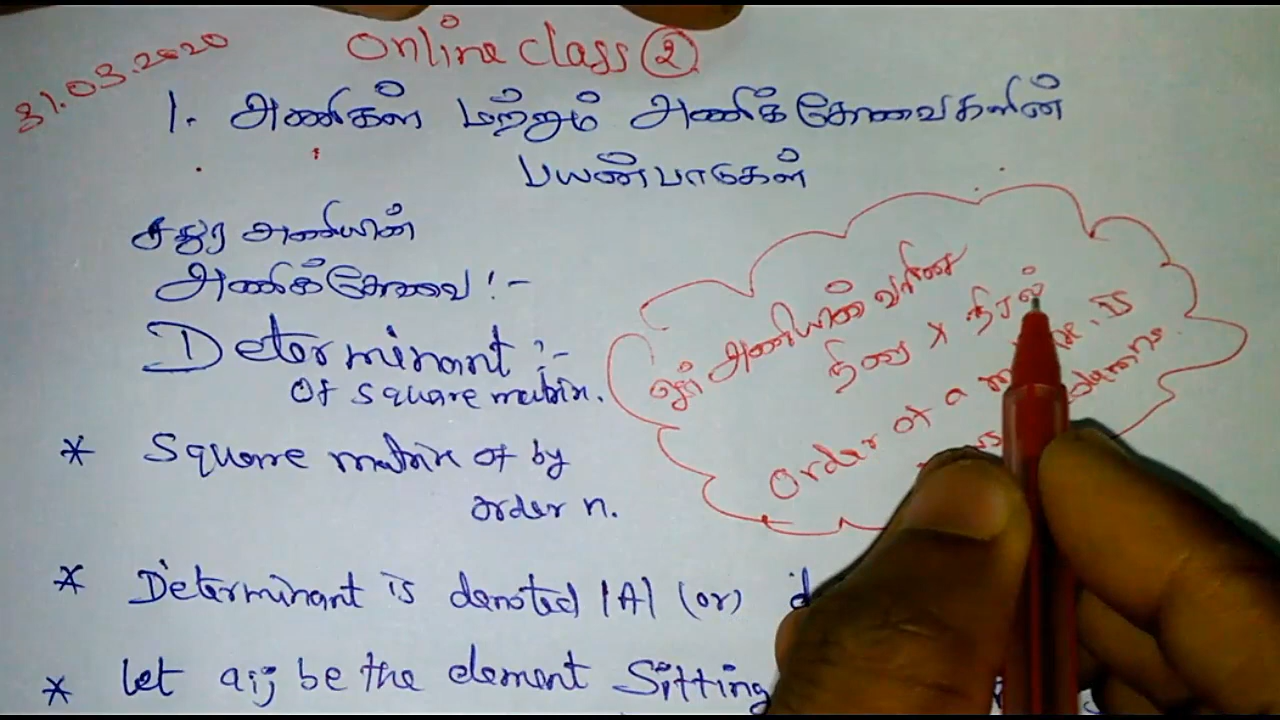 31.03.2020
Online class ②
1. அணிகள் மற்றும் அணிக்கோவைகளின்
பயன்பாடுகள்
சதுர அணியின்
அணிக்கோவை :-
Determinant :-
Of square matrix.
* Square matrix of by
order n.
* Determinant is denoted |A| (or)
* let aij be the element Sitting
ஓர் அணியின் வரிசை
நிரை x நிரல்
Order of a